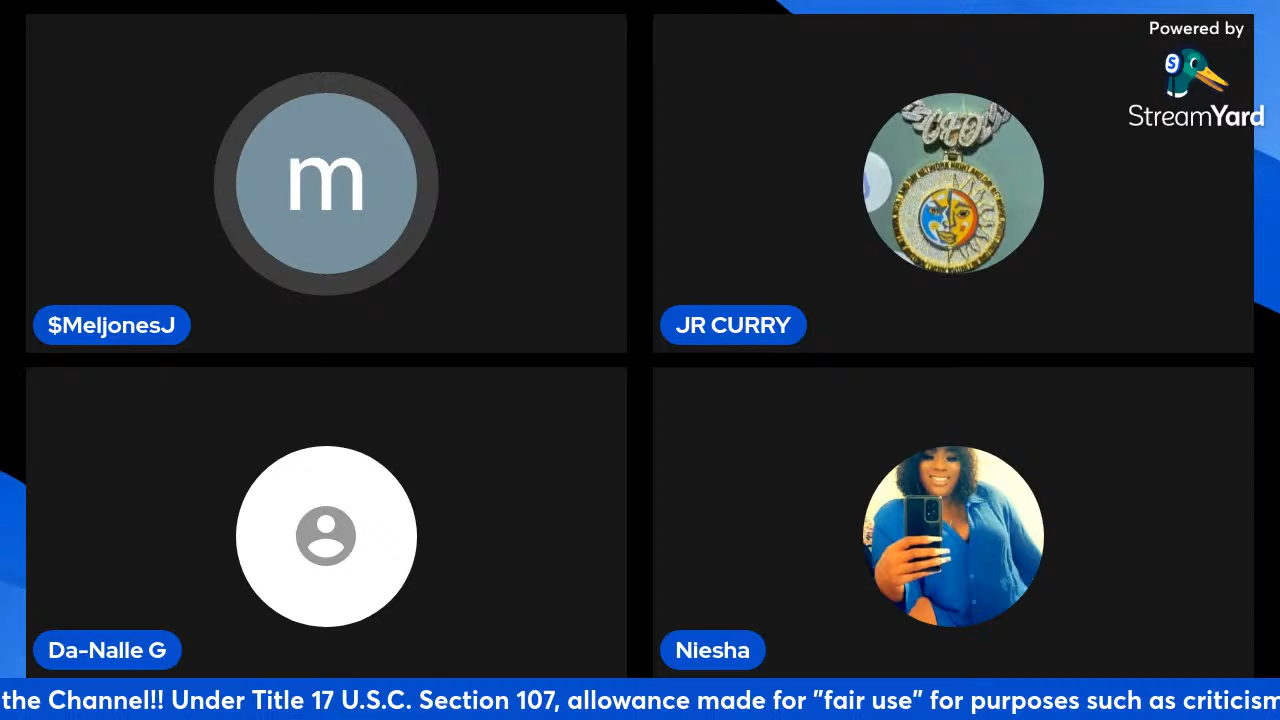 Powered by
S
StreamYard
m
CEO
$MeljonesJ
JR CURRY
Da-Nalle G
Niesha
the Channel!! Under Title 17 U.S.C. Section 107, allowance made for "fair use" for purposes such as criticism